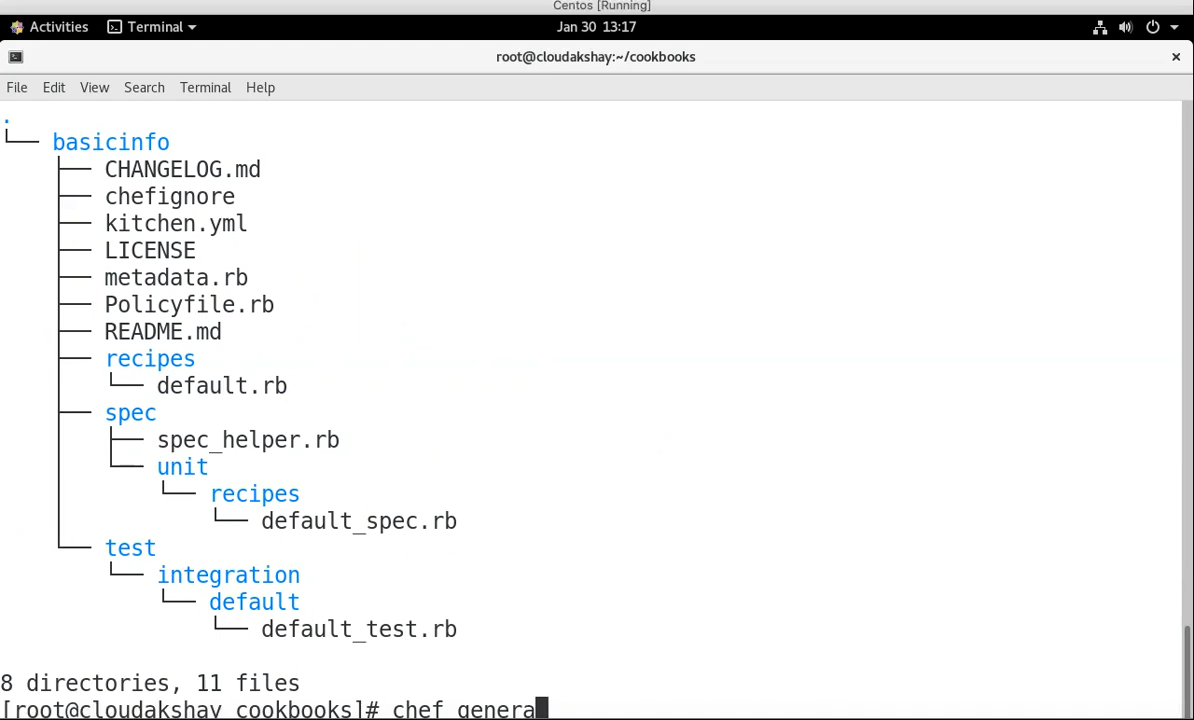 Centos [Running]
Activities Terminal Jan 30 13:17
root@cloudakshay:~/cookbooks ×
File Edit View Search Terminal Help
.
└── basicinfo
├── CHANGELOG.md
├── chefignore
├── kitchen.yml
├── LICENSE
├── metadata.rb
├── Policyfile.rb
├── README.md
├── recipes
│ └── default.rb
├── spec
│ ├── spec_helper.rb
│ └── unit
│ └── recipes
│ └── default_spec.rb
└── test
└── integration
└── default
└── default_test.rb
8 directories, 11 files
[root@cloudakshay cookbooks]# chef genera